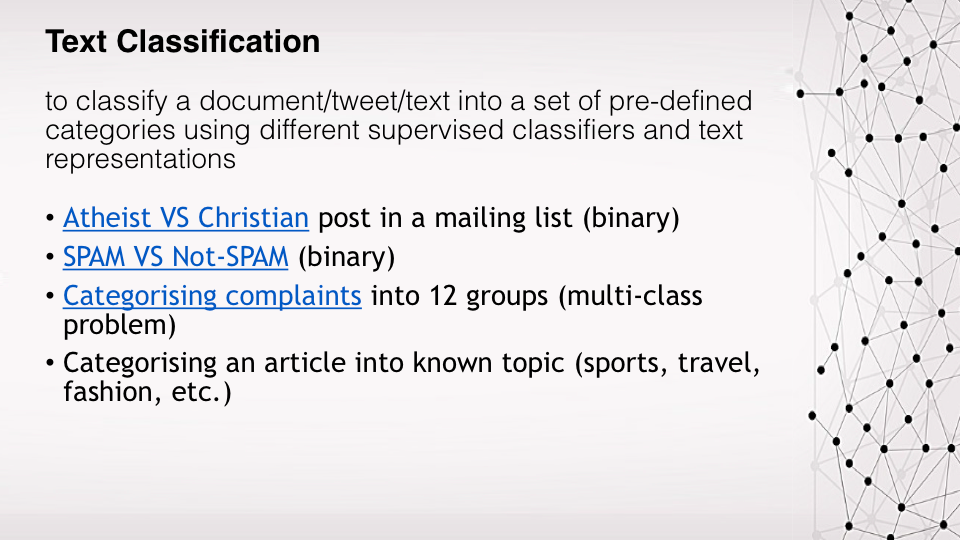 Text Classification
to classify a document/tweet/text into a set of pre-defined
categories using different supervised classifiers and text
representations
• Atheist VS Christian post in a mailing list (binary)
• SPAM VS Not-SPAM (binary)
• Categorising complaints into 12 groups (multi-class
problem)
• Categorising an article into known topic (sports, travel,
fashion, etc.)